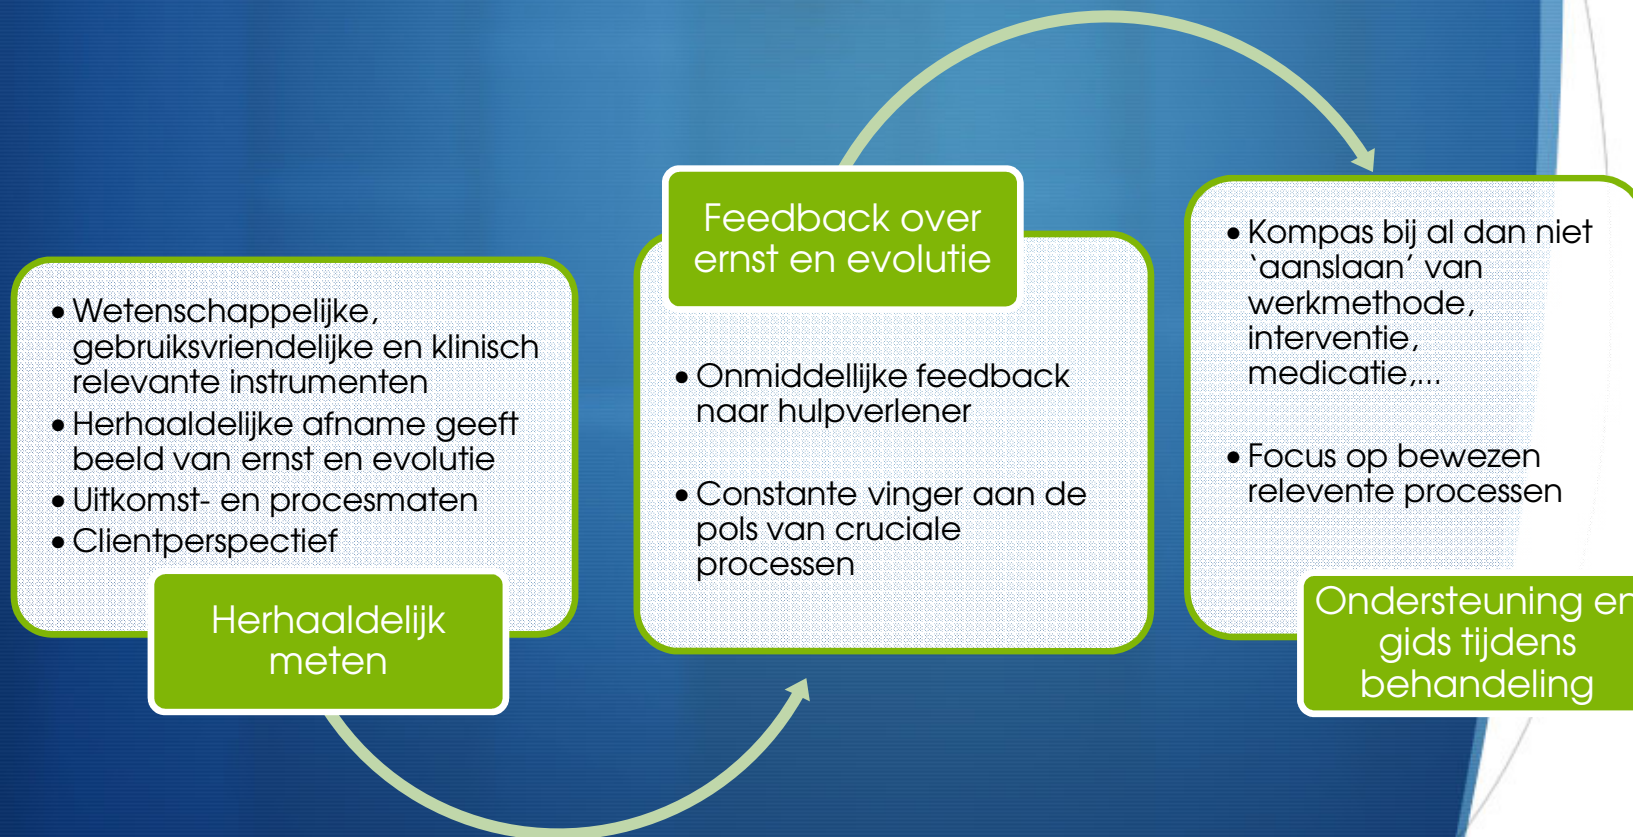 • Wetenschappelijke,
gebruiksvriendelijke en klinisch
relevante instrumenten
• Herhaaldelijke afname geeft
beeld van ernst en evolutie
• Uitkomst- en procesmaten
• Clientperspectief
Herhaaldelijk
meten
Feedback over
ernst en evolutie
• Onmiddellijke feedback
naar hulpverlener
• Constante vinger aan de
pols van cruciale
processen
• Kompas bij al dan niet
‘aanslaan’ van
werkmethode,
interventie,
medicatie,...
• Focus op bewezen
relevente processen
Ondersteuning en
gids tijdens
behandeling